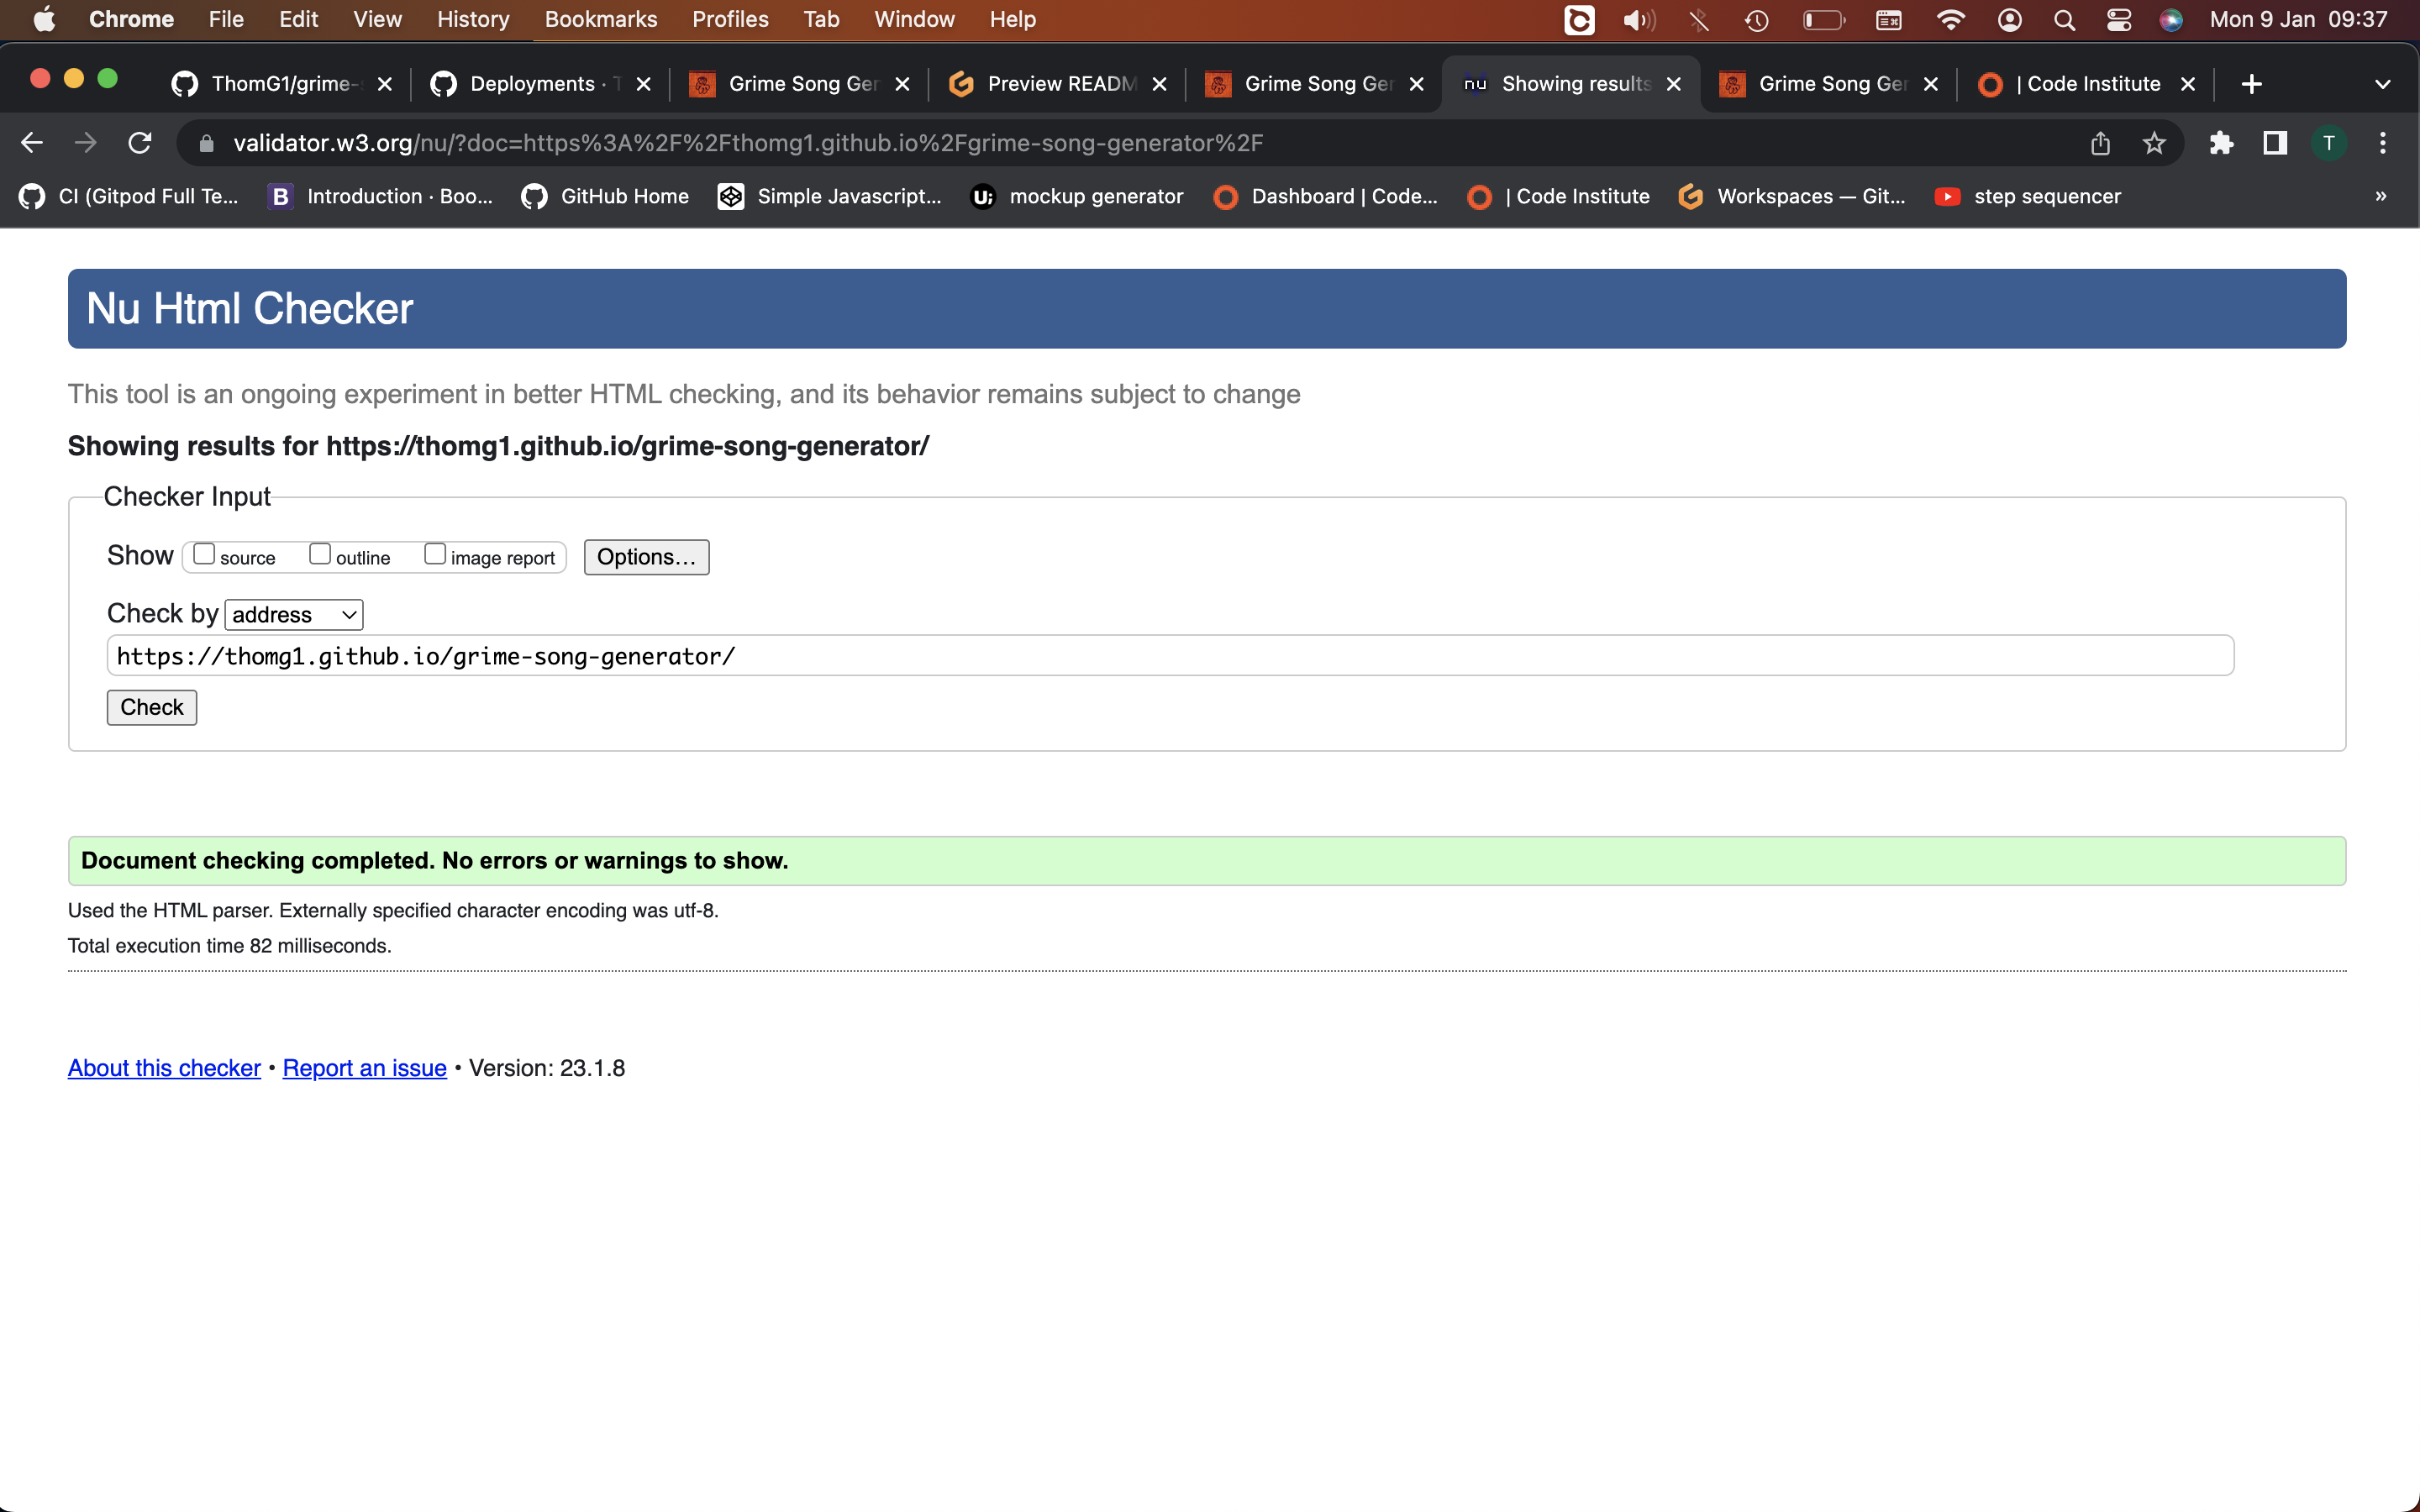 Chrome File Edit View History Bookmarks Profiles Tab Window Help Mon 9 Jan 09:37
ThomG1/grime- Deployments · Grime Song Ger Preview READM Grime Song Ger nu Showing results Grime Song Ger | Code Institute
validator.w3.org/nu/?doc=https%3A%2F%2Fthomg1.github.io%2Fgrime-song-generator%2F T
CI (Gitpod Full Te... B Introduction · Boo... GitHub Home Simple Javascript... Ui mockup generator Dashboard | Code... | Code Institute Workspaces — Git... step sequencer »
Nu Html Checker
This tool is an ongoing experiment in better HTML checking, and its behavior remains subject to change
Showing results for https://thomg1.github.io/grime-song-generator/
Checker Input
Show source outline image report Options...
Check by address
https://thomg1.github.io/grime-song-generator/
Check
Document checking completed. No errors or warnings to show.
Used the HTML parser. Externally specified character encoding was utf-8.
Total execution time 82 milliseconds.
About this checker • Report an issue • Version: 23.1.8